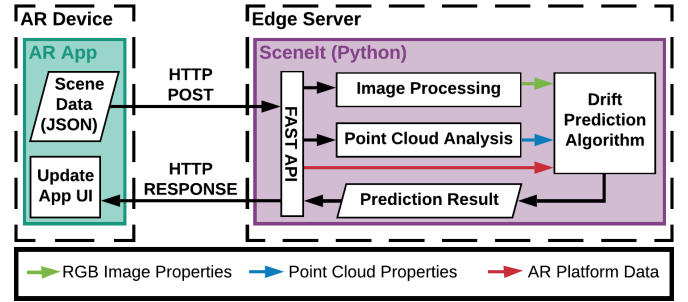 AR Device
Edge Server
AR App
SceneIt (Python)
Scene
Data
(JSON)
HTTP
POST
FAST API
Image Processing
Point Cloud Analysis
Drift
Prediction
Algorithm
Update
App UI
HTTP
RESPONSE
Prediction Result
RGB Image Properties
Point Cloud Properties
AR Platform Data